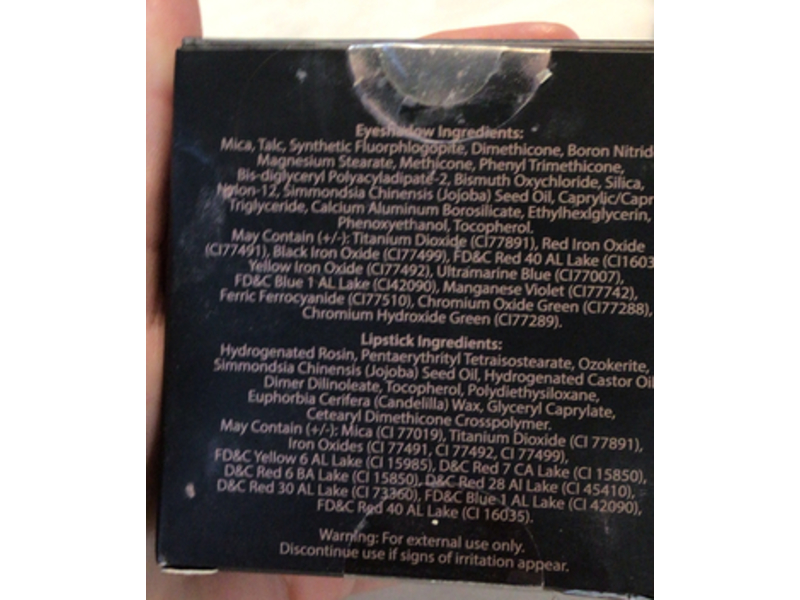 Eyeshadow Ingredients:
Mica, Talc, Synthetic Fluorphlogopite, Dimethicone, Boron Nitrid
Magnesium Stearate, Methicone, Phenyl Trimethicone,
Bis-diglyceryl Polyacyladipate-2, Bismuth Oxychloride, Silica,
Nylon-12, Simmondsia Chinensis (Jojoba) Seed Oil, Caprylic/Capr
Triglyceride, Calcium Aluminum Borosilicate, Ethylhexlglycerin,
Phenoxyethanol, Tocopherol.
May Contain (+/-): Titanium Dioxide (CI77891), Red Iron Oxide
(CI77491), Black Iron Oxide (CI77499), FD&C Red 40 AL Lake (CI1603
Yellow Iron Oxide (CI77492), Ultramarine Blue (CI77007),
FD&C Blue 1 AL Lake (CI42090), Manganese Violet (CI77742),
Ferric Ferrocyanide (CI77510), Chromium Oxide Green (CI77288),
Chromium Hydroxide Green (CI77289).
Lipstick Ingredients:
Hydrogenated Rosin, Pentaerythrityl Tetraisostearate, Ozokerite,
Simmondsia Chinensis (Jojoba) Seed Oil, Hydrogenated Castor Oil
Dimer Dilinoleate, Tocopherol, Polydiethysiloxane,
Euphorbia Cerifera (Candelilla) Wax, Glyceryl Caprylate,
Cetearyl Dimethicone Crosspolymer.
May Contain (+/-): Mica (CI 77019), Titanium Dioxide (CI 77891),
Iron Oxides (CI 77491, CI 77492, CI 77499),
FD&C Yellow 6 AL Lake (CI 15985), D&C Red 7 CA Lake (CI 15850),
D&C Red 6 BA Lake (CI 15850), D&C Red 28 Al Lake (CI 45410),
D&C Red 30 AL Lake (CI 73360), FD&C Blue 1 AL Lake (CI 42090),
FD&C Red 40 AL Lake (CI 16035).
Warning: For external use only.
Discontinue use if signs of irritation appear.